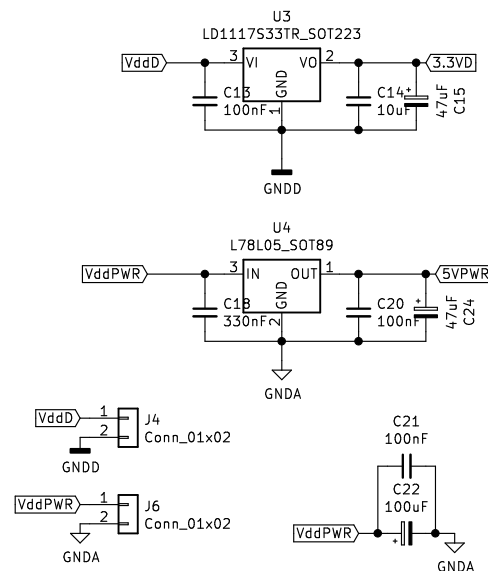 U3
LD1117S33TR_SOT223
VddD
3
VI
VO
2
3.3VD
GND
1
C13
100nF
C14
10uF
+
47uF
C15
GNDD
U4
L78L05_SOT89
VddPWR
3
IN
OUT
1
5VPWR
GND
2
C18
330nF
C20
100nF
+
47uF
C24
GNDA
VddD
1
2
J4
Conn_01x02
GNDD
VddPWR
1
2
J6
Conn_01x02
GNDA
C21
100nF
C22
100uF
VddPWR
+
GNDA